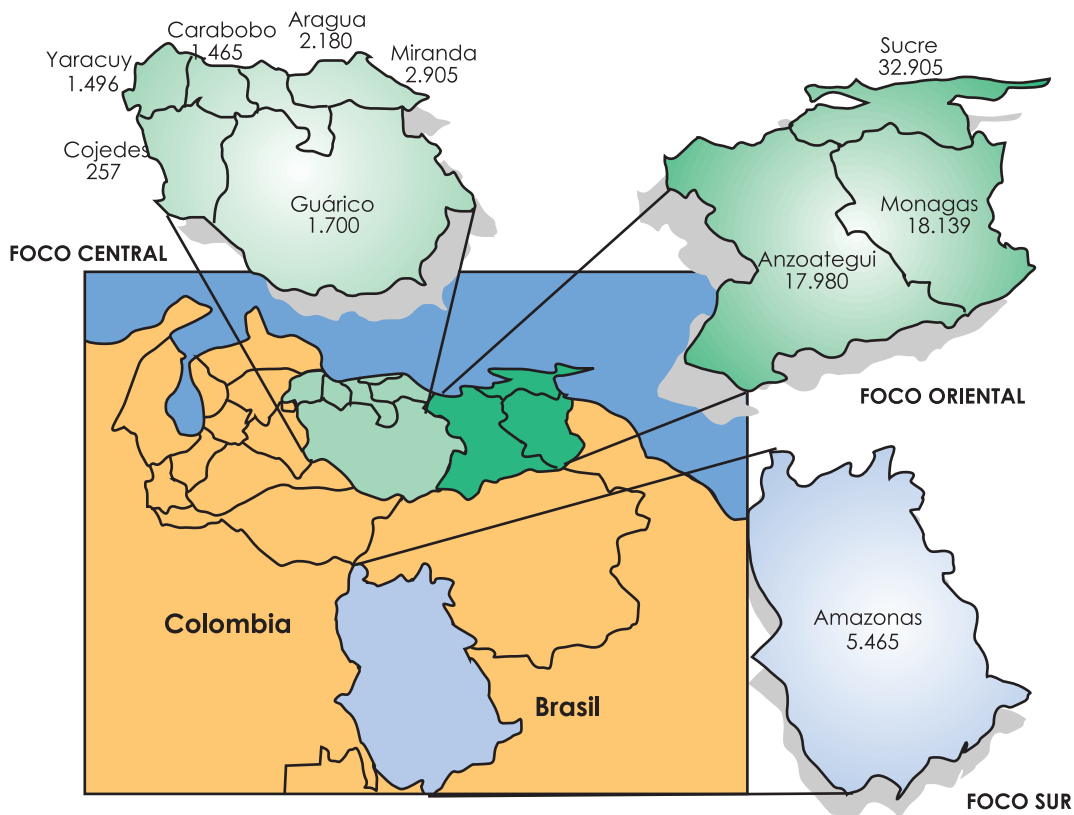 Aragua
2.180
Carabobo
1.465
Miranda
2.905
Yaracuy
1.496
Cojedes
257
Guárico
1.700
FOCO CENTRAL
Sucre
32.905
Monagas
18.139
Anzoategui
17.980
FOCO ORIENTAL
Amazonas
5.465
FOCO SUR
Colombia
Brasil